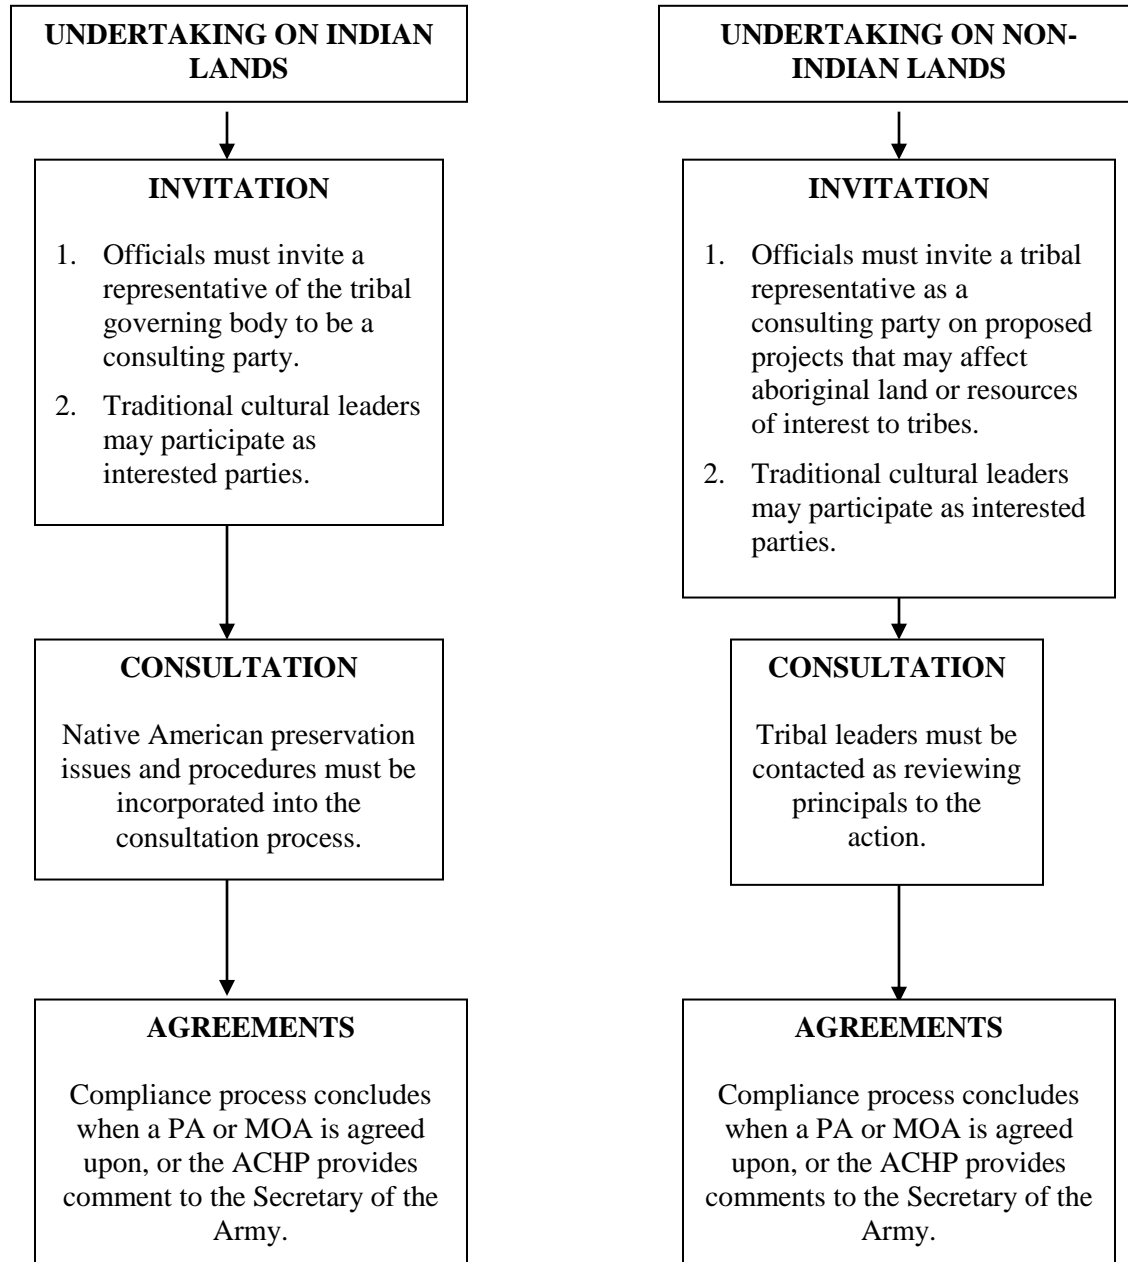 UNDERTAKING ON INDIAN
LANDS
INVITATION
1. Officials must invite a
representative of the tribal
governing body to be a
consulting party.
2. Traditional cultural leaders
may participate as
interested parties.
CONSULTATION
Native American preservation
issues and procedures must be
incorporated into the
consultation process.
AGREEMENTS
Compliance process concludes
when a PA or MOA is agreed
upon, or the ACHP provides
comment to the Secretary of the
Army.
UNDERTAKING ON NON-
INDIAN LANDS
INVITATION
1. Officials must invite a tribal
representative as a
consulting party on proposed
projects that may affect
aboriginal land or resources
of interest to tribes.
2. Traditional cultural leaders
may participate as interested
parties.
CONSULTATION
Tribal leaders must be
contacted as reviewing
principals to the
action.
AGREEMENTS
Compliance process concludes
when a PA or MOA is agreed
upon, or the ACHP provides
comments to the Secretary of the
Army.